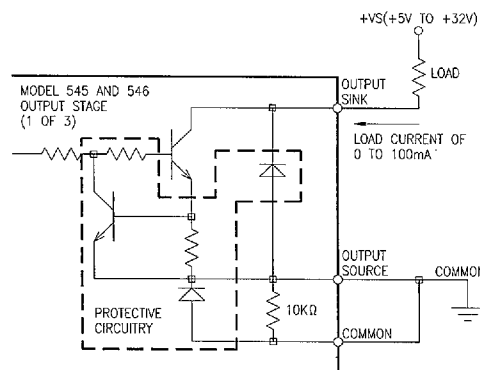 +VS(+5V TO +32V)
LOAD
OUTPUT
SINK
MODEL 545 AND 546
OUTPUT STAGE
(1 OF 3)
LOAD CURRENT OF
0 TO 100mA
OUTPUT
SOURCE
COMMON
PROTECTIVE
CIRCUITRY
10KΩ
COMMON